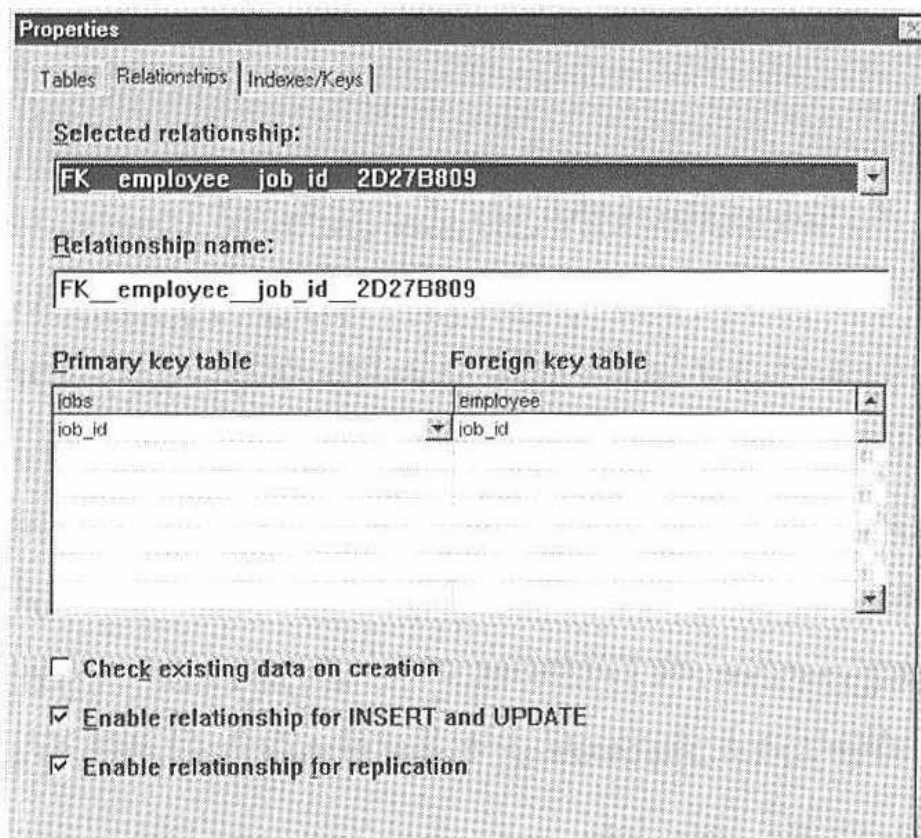 Properties
Tables Relationships Indexes/Keys
Selected relationship:
FK__employee__job_id__2D27B809
Relationship name:
FK__employee__job_id__2D27B809
Primary key table Foreign key table
jobs employee
job_id job_id
Check existing data on creation
Enable relationship for INSERT and UPDATE
Enable relationship for replication